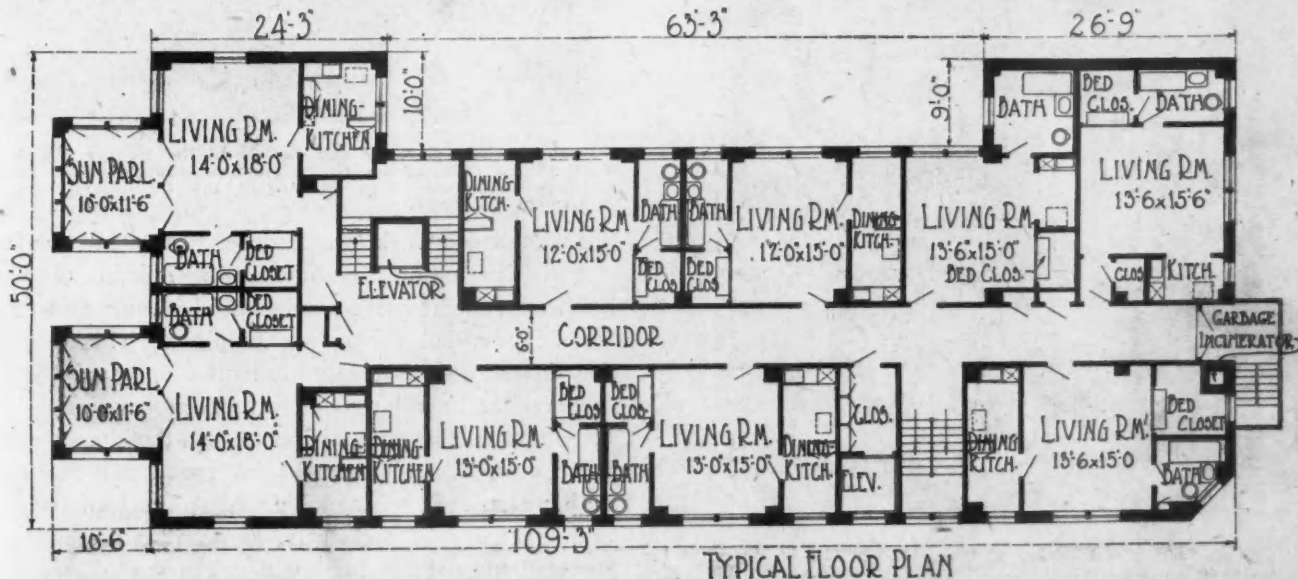 24'-3"
63'-3"
26'-9"
10'-0"
9'-0"
50'-0"
DINING-
KITCHEN
LIVING RM.
14'-0"x18'-0"
SUN PARL.
10'-0"x11'-6"
BATH
BED
CLOSET
BATH
BED
CLOSET
ELEVATOR
DINING-
KITCH.
LIVING RM
12'-0"x15'-0"
BATH
BED
CLOS
BATH
BED
CLOS
LIVING RM.
12'-0"x15'-0"
DINING-
KITCH.
LIVING RM.
13'-6"x15'-0"
BED CLOS.
BATH
BED
CLOS.
BATH
LIVING RM.
13'-6"x15'-6"
CLOS
KITCH.
GARBAGE
INCINERATOR
CORRIDOR
6'-0"
SUN PARL
10'-0"x11'-6"
LIVING RM.
14'-0"x18'-0"
DINING-
KITCHEN
DINING
KITCHEN
LIVING RM.
13'-0"x15'-0"
BED
CLOS
BATH
BED
CLOS.
BATH
LIVING RM.
13'-0"x15'-0"
DINING-
KITCH.
CLOS.
ELEV.
DINING
KITCH.
LIVING RM.
13'-6"x15'-0
BED
CLOSET
BATH
10'-6"
109'-3"
TYPICAL FLOOR PLAN